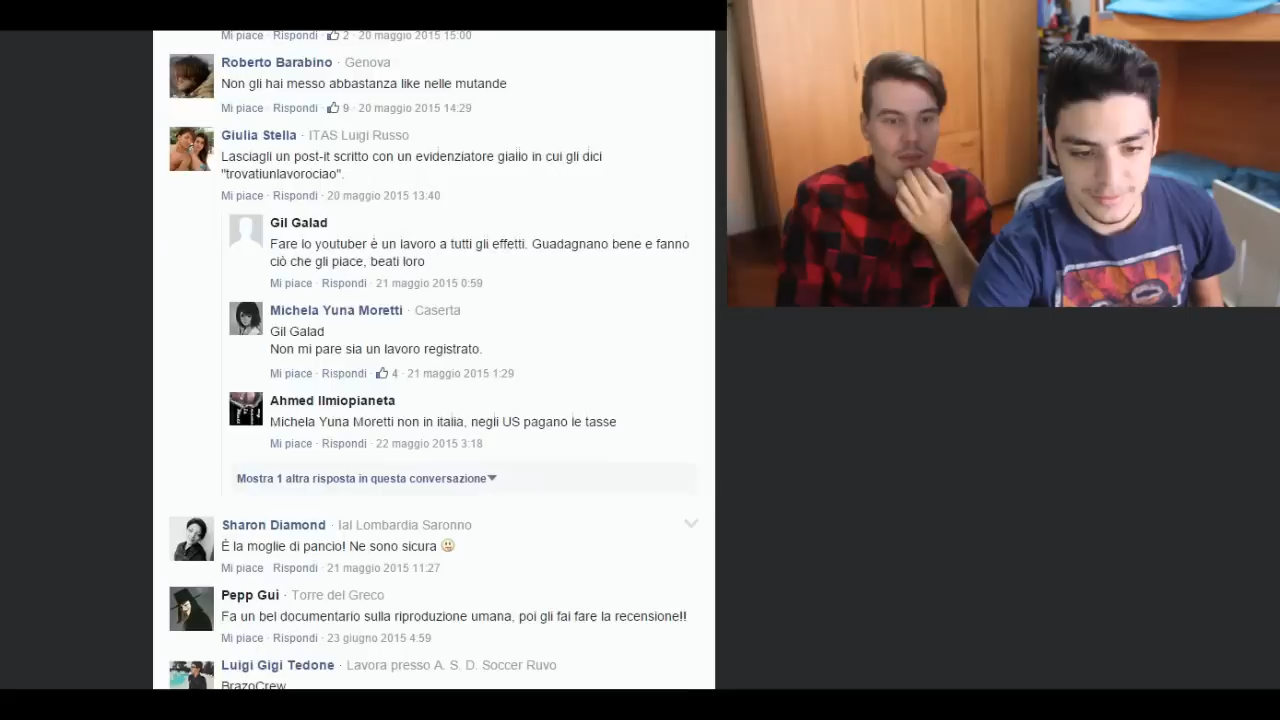 Mi piace · Rispondi · 2 · 20 maggio 2015 15:00
Roberto Barabino · Genova
Non gli hai messo abbastanza like nelle mutande
Mi piace · Rispondi · 9 · 20 maggio 2015 14:29
Giulia Stella · ITAS Luigi Russo
Lasciagli un post-it scritto con un evidenziatore giallo in cui gli dici
"trovatiunlavorociao".
Mi piace · Rispondi · 20 maggio 2015 13:40
Gil Galad
Fare lo youtuber è un lavoro a tutti gli effetti. Guadagnano bene e fanno
ciò che gli piace, beati loro
Mi piace · Rispondi · 21 maggio 2015 0:59
Michela Yuna Moretti · Caserta
Gil Galad
Non mi pare sia un lavoro registrato.
Mi piace · Rispondi · 4 · 21 maggio 2015 1:29
Ahmed Ilmiopianeta
Michela Yuna Moretti non in italia, negli US pagano le tasse
Mi piace · Rispondi · 22 maggio 2015 3:18
Mostra 1 altra risposta in questa conversazione
Sharon Diamond · Ial Lombardia Saronno
È la moglie di pancio! Ne sono sicura
Mi piace · Rispondi · 21 maggio 2015 11:27
Pepp Gui · Torre del Greco
Fa un bel documentario sulla riproduzione umana, poi gli fai fare la recensione!!
Mi piace · Rispondi · 23 giugno 2015 4:59
Luigi Gigi Tedone · Lavora presso A. S. D. Soccer Ruvo
BrazoCrew